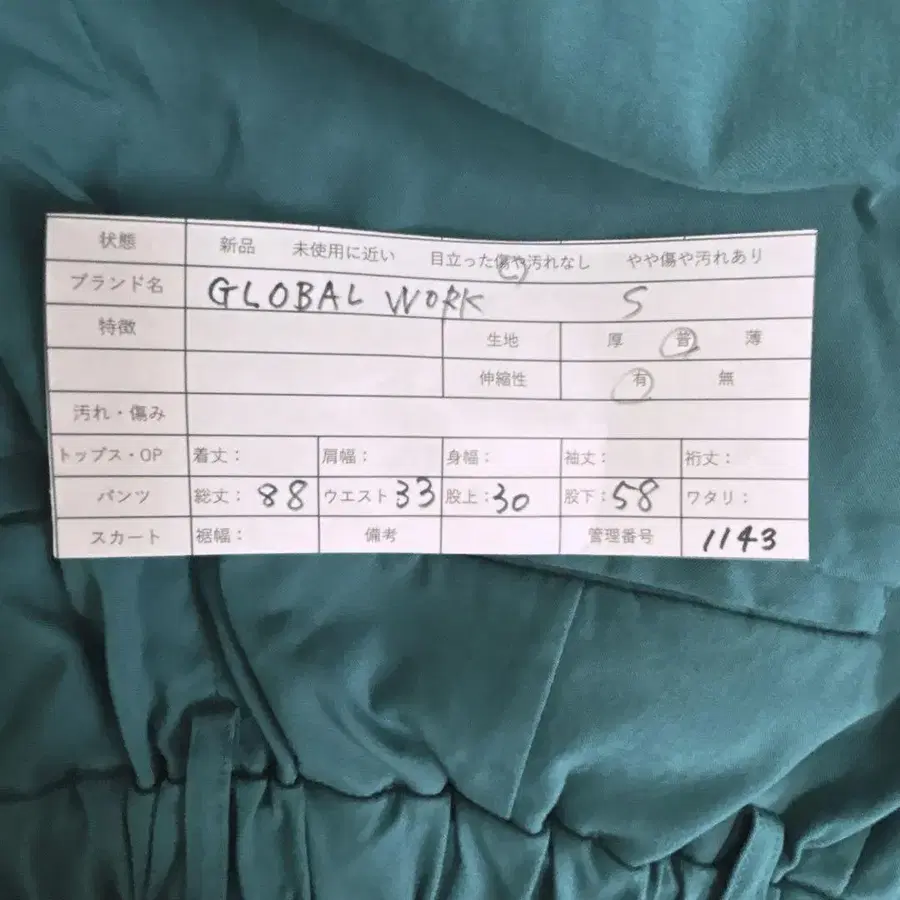 状態 新品 未使用に近い 目立った傷や汚れなし やや傷や汚れあり
ブランド名 GLOBAL WORK S
特徴 生地 厚 普 薄
伸縮性 有 無
汚れ・傷み
トップス・OP 着丈: 肩幅: 身幅: 袖丈: 裄丈:
パンツ 総丈: 88 ウエスト 33 股上: 30 股下: 58 ワタリ:
スカート 裾幅: 備考 管理番号 1143